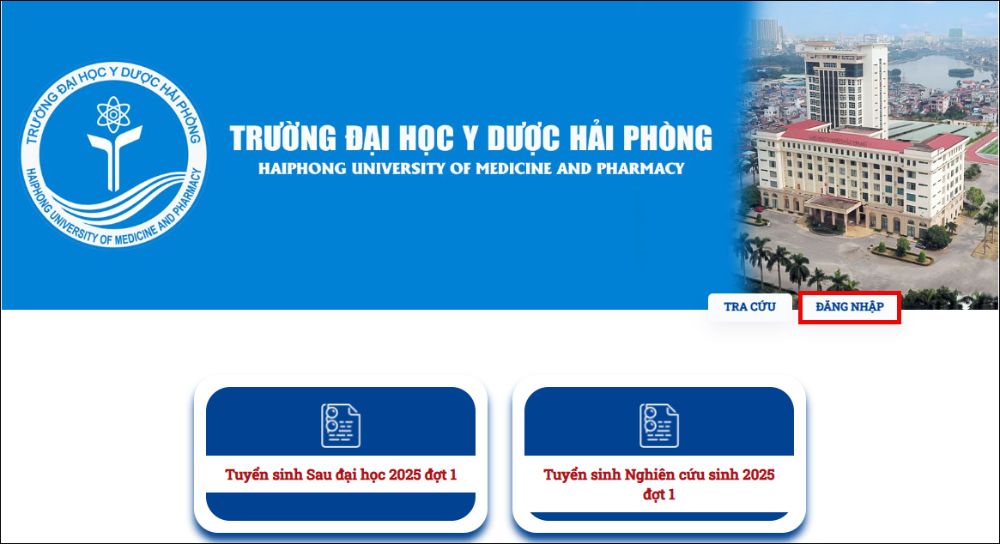 TRƯỜNG ĐẠI HỌC Y DƯỢC HẢI PHÒNG
HAIPHONG UNIVERSITY OF MEDICINE AND PHARMACY
TRƯỜNG ĐẠI HỌC Y DƯỢC HẢI PHÒNG
HAIPHONG UNIVERSITY OF MEDICINE AND PHARMACY
TRA CỨU
ĐĂNG NHẬP
Tuyển sinh Sau đại học 2025 đợt 1
Tuyển sinh Nghiên cứu sinh 2025
đợt 1